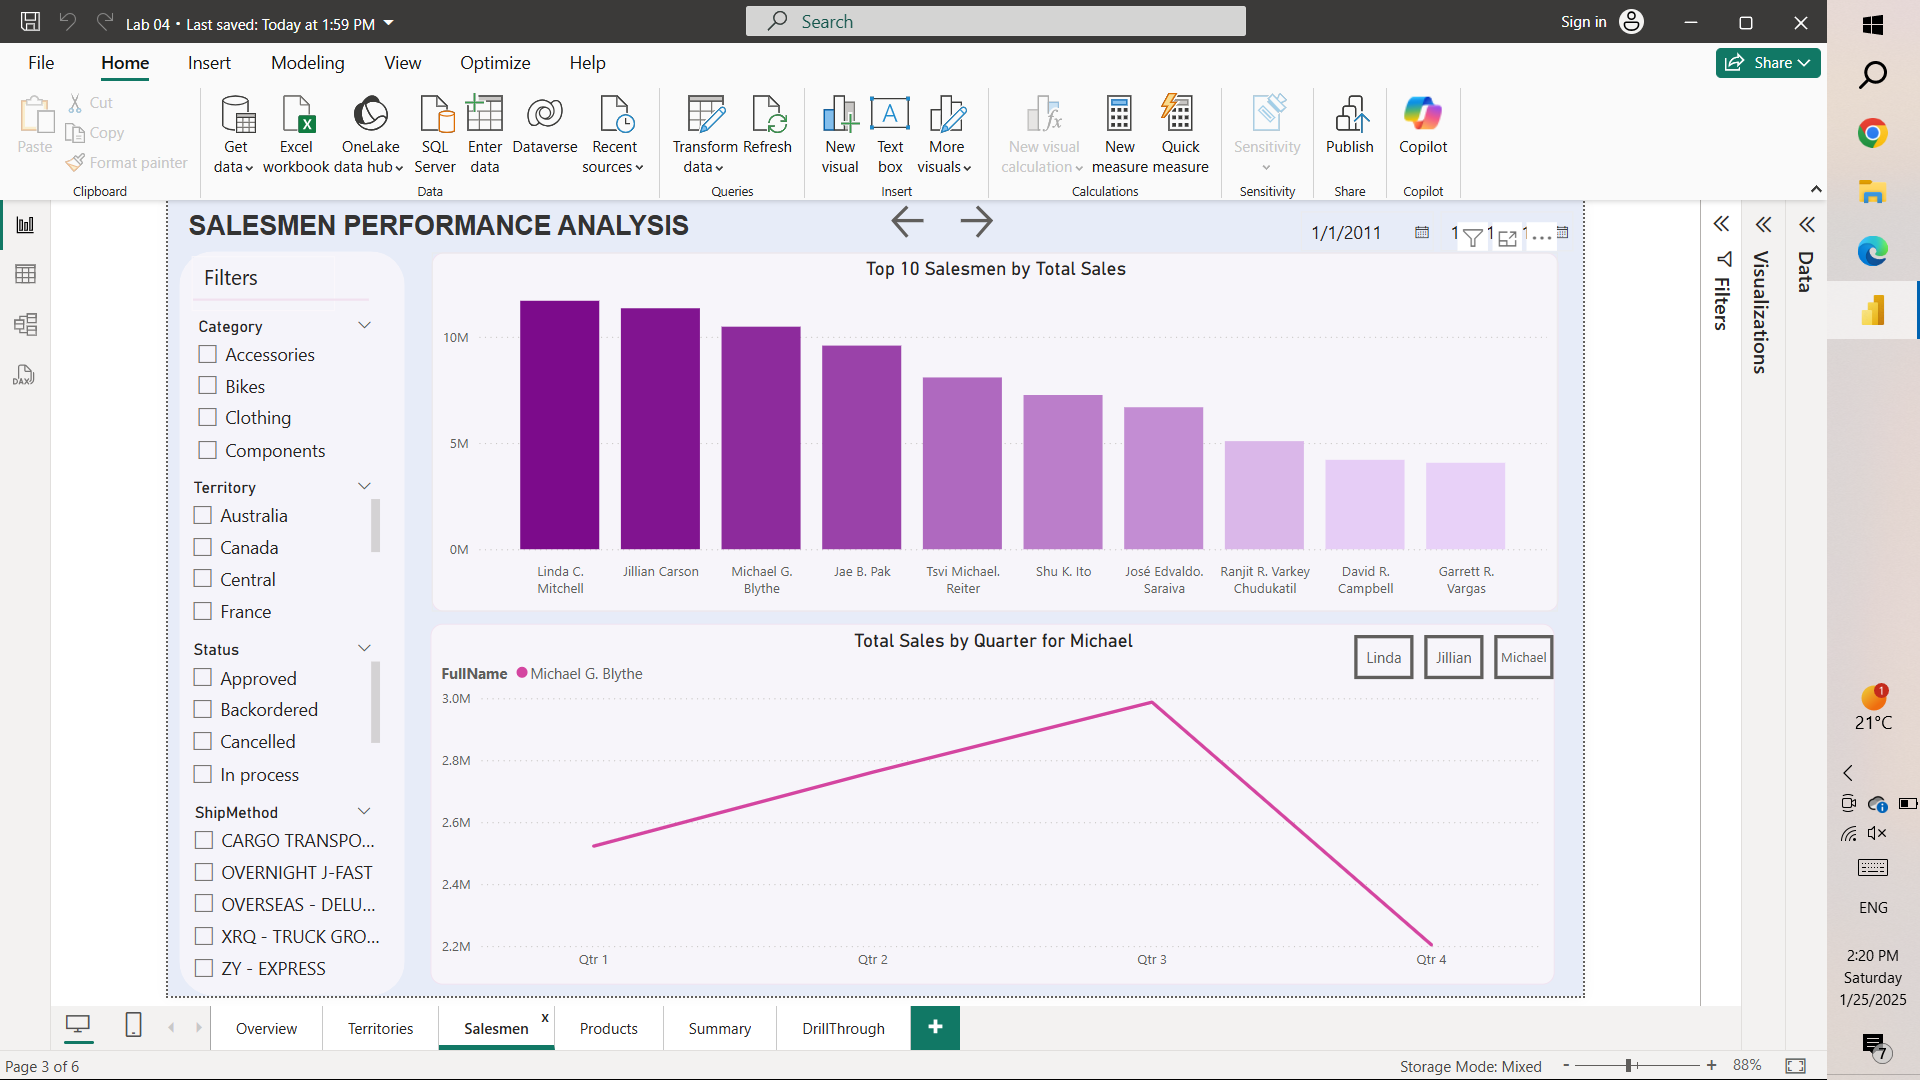 Lab 04 • Last saved: Today at 1:59 PM
Search
Sign in
File
Home
Insert
Modeling
View
Optimize
Help
Share
Paste
Cut
Copy
Format painter
Clipboard
Get data
Excel workbook
OneLake data hub
SQL Server
Enter data
Dataverse
Recent sources
Data
Transform data
Refresh
Queries
New visual
Text box
More visuals
Insert
New visual calculation
New measure
Quick measure
Calculations
Sensitivity
Sensitivity
Publish
Share
Copilot
Copilot
DAX
SALESMEN PERFORMANCE ANALYSIS
1/1/2011
Filters
Category
Accessories
Bikes
Clothing
Components
Territory
Australia
Canada
Central
France
Status
Approved
Backordered
Cancelled
In process
ShipMethod
CARGO TRANSPO...
OVERNIGHT J-FAST
OVERSEAS - DELU...
XRQ - TRUCK GRO...
ZY - EXPRESS
Top 10 Salesmen by Total Sales
10M
5M
0M
Linda C. Mitchell
Jillian Carson
Michael G. Blythe
Jae B. Pak
Tsvi Michael. Reiter
Shu K. Ito
José Edvaldo. Saraiva
Ranjit R. Varkey Chudukatil
David R. Campbell
Garrett R. Vargas
Total Sales by Quarter for Michael
Linda
Jillian
Michael
FullName
Michael G. Blythe
3.0M
2.8M
2.6M
2.4M
2.2M
Qtr 1
Qtr 2
Qtr 3
Qtr 4
Filters
Visualizations
Data
Overview
Territories
Salesmen
x
Products
Summary
DrillThrough
+
Page 3 of 6
Storage Mode: Mixed
- + 88%
1
21°C
ENG
2:20 PM
Saturday
1/25/2025
7